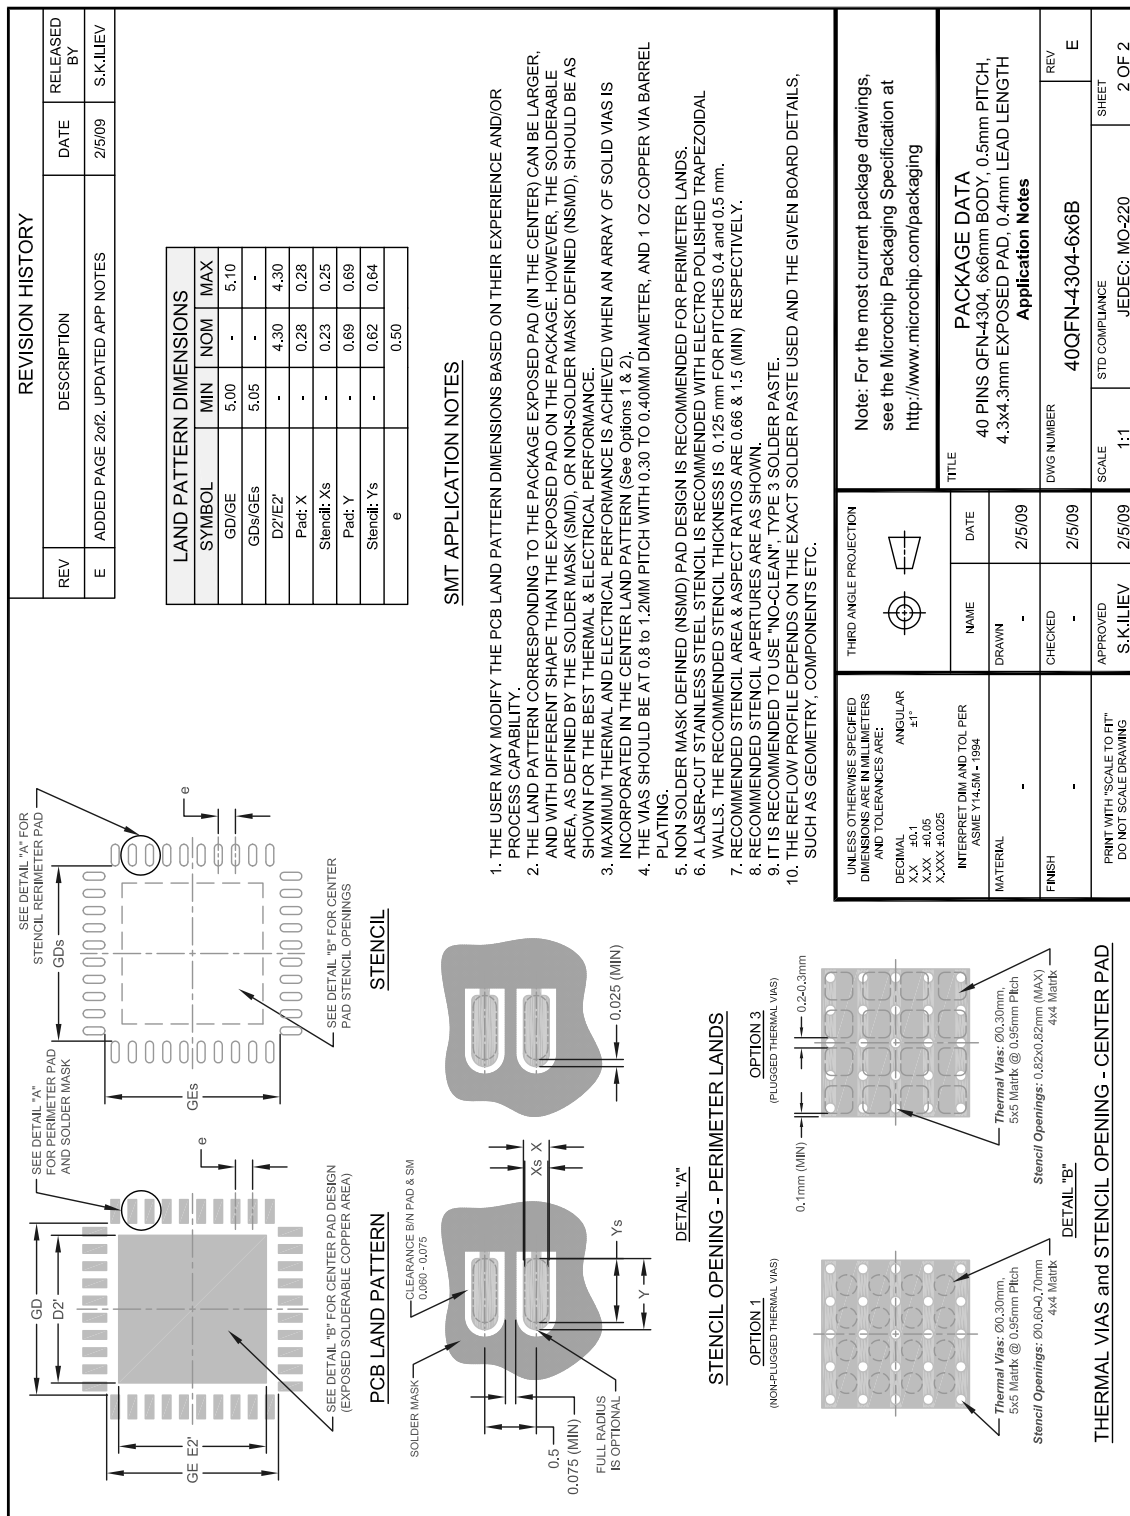 REVISION HISTORY
REV DESCRIPTION DATE RELEASED BY
E ADDED PAGE 2of2. UPDATED APP NOTES 2/5/09 S.K.ILIEV
SEE DETAIL "A"
FOR PERIMETER PAD
AND SOLDER MASK
GD
D2'
GE E2'
e
SEE DETAIL "B" FOR CENTER PAD DESIGN
(EXPOSED SOLDERABLE COPPER AREA)
PCB LAND PATTERN
SEE DETAIL "A" FOR
STENCIL RERIMETER PAD
GDs
GEs
e
SEE DETAIL "B" FOR CENTER
PAD STENCIL OPENINGS
STENCIL
LAND PATTERN DIMENSIONS
SYMBOL MIN NOM MAX
GD/GE 5.00 - 5.10
GDs/GEs 5.05 - -
D2'/E2' - 4.30 4.30
Pad: X - 0.28 0.28
Stencil: Xs - 0.23 0.25
Pad: Y - 0.69 0.69
Stencil: Ys - 0.62 0.64
e 0.50
SOLDER MASK
CLEARANCE B/N PAD & SM
0.060 - 0.075
Xs X
Ys
Y
0.5
0.075 (MIN)
FULL RADIUS
IS OPTIONAL
0.025 (MIN)
DETAIL "A"
STENCIL OPENING - PERIMETER LANDS
SMT APPLICATION NOTES
1. THE USER MAY MODIFY THE PCB LAND PATTERN DIMENSIONS BASED ON THEIR EXPERIENCE AND/OR
PROCESS CAPABILITY.
2. THE LAND PATTERN CORRESPONDING TO THE PACKAGE EXPOSED PAD (IN THE CENTER) CAN BE LARGER,
AND WITH DIFFERENT SHAPE THAN THE EXPOSED PAD ON THE PACKAGE. HOWEVER, THE SOLDERABLE
AREA, AS DEFINED BY THE SOLDER MASK (SMD), OR NON-SOLDER MASK DEFINED (NSMD), SHOULD BE AS
SHOWN FOR THE BEST THERMAL & ELECTRICAL PERFORMANCE.
3. MAXIMUM THERMAL AND ELECTRICAL PERFORMANCE IS ACHIEVED WHEN AN ARRAY OF SOLID VIAS IS
INCORPORATED IN THE CENTER LAND PATTERN (See Options 1 & 2).
4. THE VIAS SHOULD BE AT 0.8 to 1.2MM PITCH WITH 0.30 TO 0.40MM DIAMETER, AND 1 OZ COPPER VIA BARREL
PLATING.
5. NON SOLDER MASK DEFINED (NSMD) PAD DESIGN IS RECOMMENDED FOR PERIMETER LANDS.
6. A LASER-CUT STAINLESS STEEL STENCIL IS RECOMMENDED WITH ELECTRO POLISHED TRAPEZOIDAL
WALLS. THE RECOMMENDED STENCIL THICKNESS IS 0.125 mm FOR PITCHES 0.4 and 0.5 mm.
7. RECOMMENDED STENCIL AREA & ASPECT RATIOS ARE 0.66 & 1.5 (MIN) RESPECTIVELY.
8. RECOMMENDED STENCIL APERTURES ARE AS SHOWN.
9. IT IS RECOMMENDED TO USE "NO-CLEAN", TYPE 3 SOLDER PASTE.
10. THE REFLOW PROFILE DEPENDS ON THE EXACT SOLDER PASTE USED AND THE GIVEN BOARD DETAILS,
SUCH AS GEOMETRY, COMPONENTS ETC.
OPTION 1
(NON-PLUGGED THERMAL VIAS)
Thermal Vias: Ø0.30mm,
5x5 Matrix @ 0.95mm Pitch
Stencil Openings: Ø0.60-0.70mm
4x4 Matrix
OPTION 3
(PLUGGED THERMAL VIAS)
0.1mm (MIN)
0.2-0.3mm
Thermal Vias: Ø0.30mm,
5x5 Matrix @ 0.95mm Pitch
Stencil Openings: 0.82x0.82mm (MAX)
4x4 Matrix
DETAIL "B"
THERMAL VIAS and STENCIL OPENING - CENTER PAD
UNLESS OTHERWISE SPECIFIED
DIMENSIONS ARE IN MILLIMETERS
AND TOLERANCES ARE:
DECIMAL ANGULAR
X.X ±0.1 ±1°
X.XX ±0.05
X.XXX ±0.025
INTERPRET DIM AND TOL PER
ASME Y14.5M - 1994
MATERIAL
-
FINISH
-
PRINT WITH "SCALE TO FIT"
DO NOT SCALE DRAWING
THIRD ANGLE PROJECTION
NAME DATE
DRAWN
- 2/5/09
CHECKED
- 2/5/09
APPROVED
S.K.ILIEV 2/5/09
Note: For the most current package drawings,
see the Microchip Packaging Specification at
http://www.microchip.com/packaging
TITLE
PACKAGE DATA
40 PINS QFN-4304, 6x6mm BODY, 0.5mm PITCH,
4.3x4.3mm EXPOSED PAD, 0.4mm LEAD LENGTH
Application Notes
DWG NUMBER
40QFN-4304-6x6B
REV
E
SCALE
1:1
STD COMPLIANCE
JEDEC: MO-220
SHEET
2 OF 2